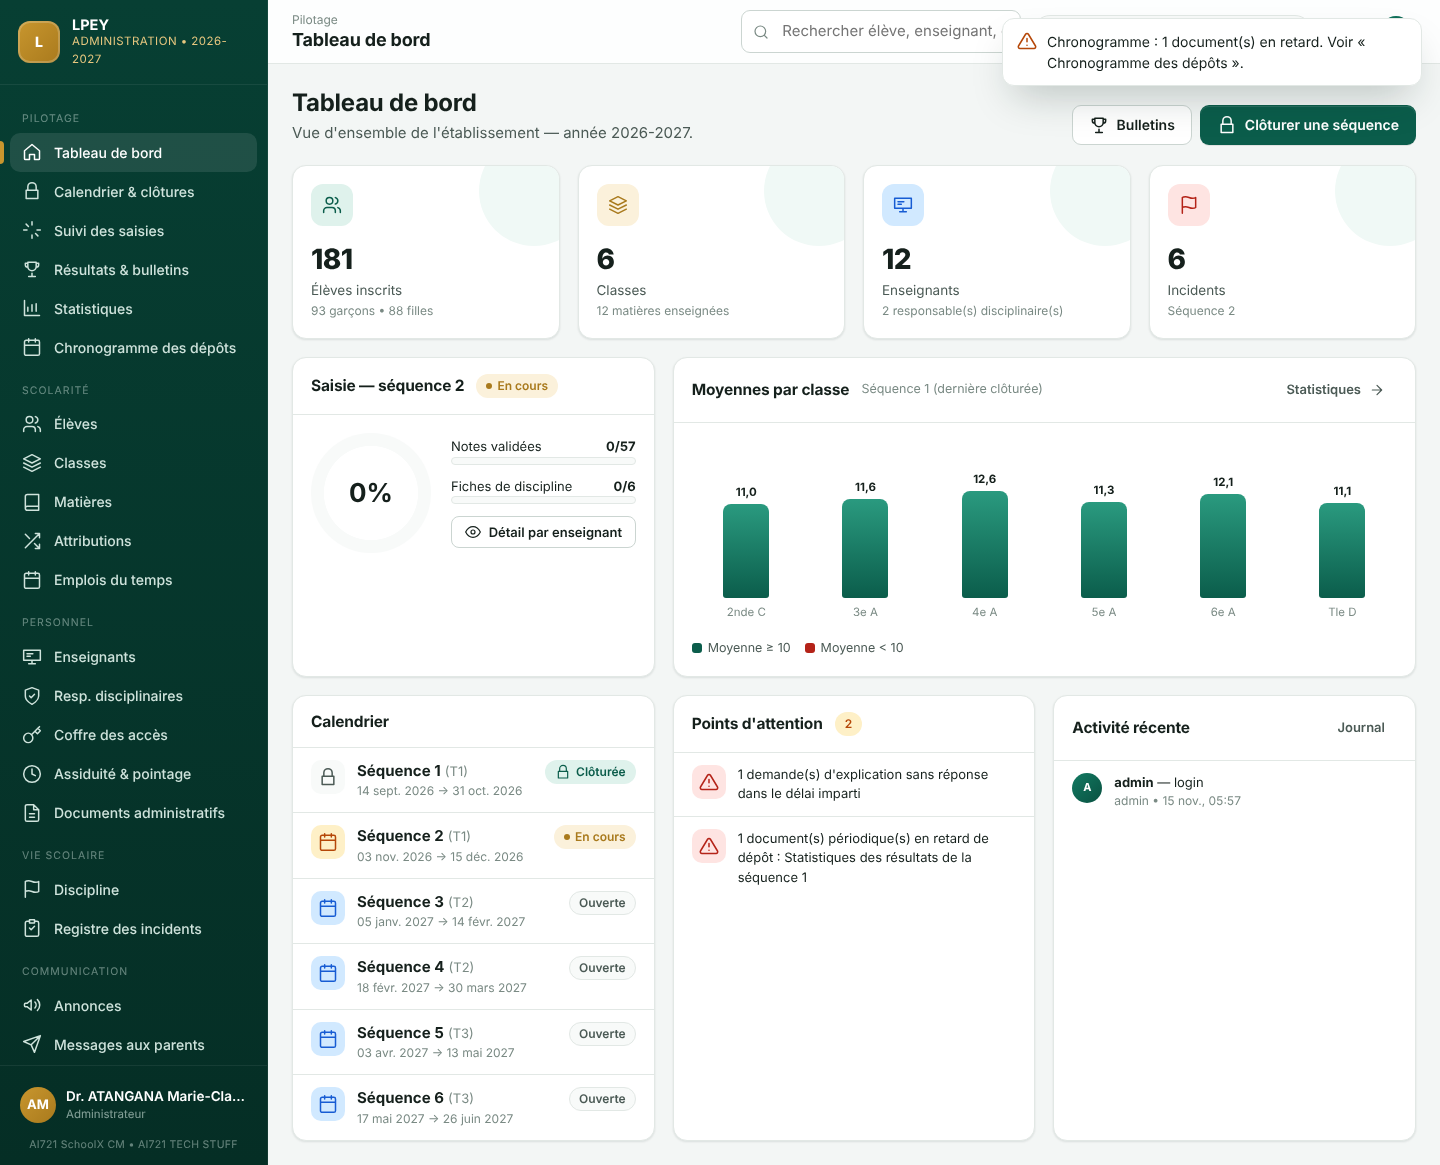 L
LPEY
ADMINISTRATION • 2026-
2027
PILOTAGE
Tableau de bord
Calendrier & clôtures
Suivi des saisies
Résultats & bulletins
Statistiques
Chronogramme des dépôts
SCOLARITÉ
Élèves
Classes
Matières
Attributions
Emplois du temps
PERSONNEL
Enseignants
Resp. disciplinaires
Coffre des accès
Assiduité & pointage
Documents administratifs
VIE SCOLAIRE
Discipline
Registre des incidents
COMMUNICATION
Annonces
Messages aux parents
AM
Dr. ATANGANA Marie-Cla...
Administrateur
AI721 SchoolX CM • AI721 TECH STUFF
Pilotage
Tableau de bord
Rechercher élève, enseignant,
Chronogramme : 1 document(s) en retard. Voir «
Chronogramme des dépôts ».
Tableau de bord
Vue d'ensemble de l'établissement — année 2026-2027.
Bulletins
Clôturer une séquence
181
Élèves inscrits
93 garçons • 88 filles
6
Classes
12 matières enseignées
12
Enseignants
2 responsable(s) disciplinaire(s)
6
Incidents
Séquence 2
Saisie — séquence 2
En cours
0%
Notes validées 0/57
Fiches de discipline 0/6
Détail par enseignant
Moyennes par classe
Séquence 1 (dernière clôturée)
Statistiques
11,0
11,6
12,6
11,3
12,1
11,1
2nde C
3e A
4e A
5e A
6e A
Tle D
Moyenne ≥ 10
Moyenne < 10
Calendrier
Séquence 1 (T1)
Clôturée
14 sept. 2026 → 31 oct. 2026
Séquence 2 (T1)
En cours
03 nov. 2026 → 15 déc. 2026
Séquence 3 (T2)
Ouverte
05 janv. 2027 → 14 févr. 2027
Séquence 4 (T2)
Ouverte
18 févr. 2027 → 30 mars 2027
Séquence 5 (T3)
Ouverte
03 avr. 2027 → 13 mai 2027
Séquence 6 (T3)
Ouverte
17 mai 2027 → 26 juin 2027
Points d'attention
2
1 demande(s) d'explication sans réponse
dans le délai imparti
1 document(s) périodique(s) en retard de
dépôt : Statistiques des résultats de la
séquence 1
Activité récente
Journal
A
admin — login
admin • 15 nov., 05:57